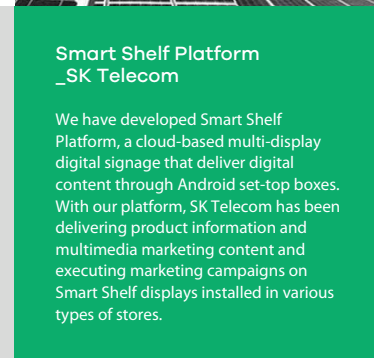 Smart Shelf Platform
_SK Telecom
We have developed Smart Shelf
Platform, a cloud-based multi-display
digital signage that deliver digital
content through Android set-top boxes.
With our platform, SK Telecom has been
delivering product information and
multimedia marketing content and
executing marketing campaigns on
Smart Shelf displays installed in various
types of stores.